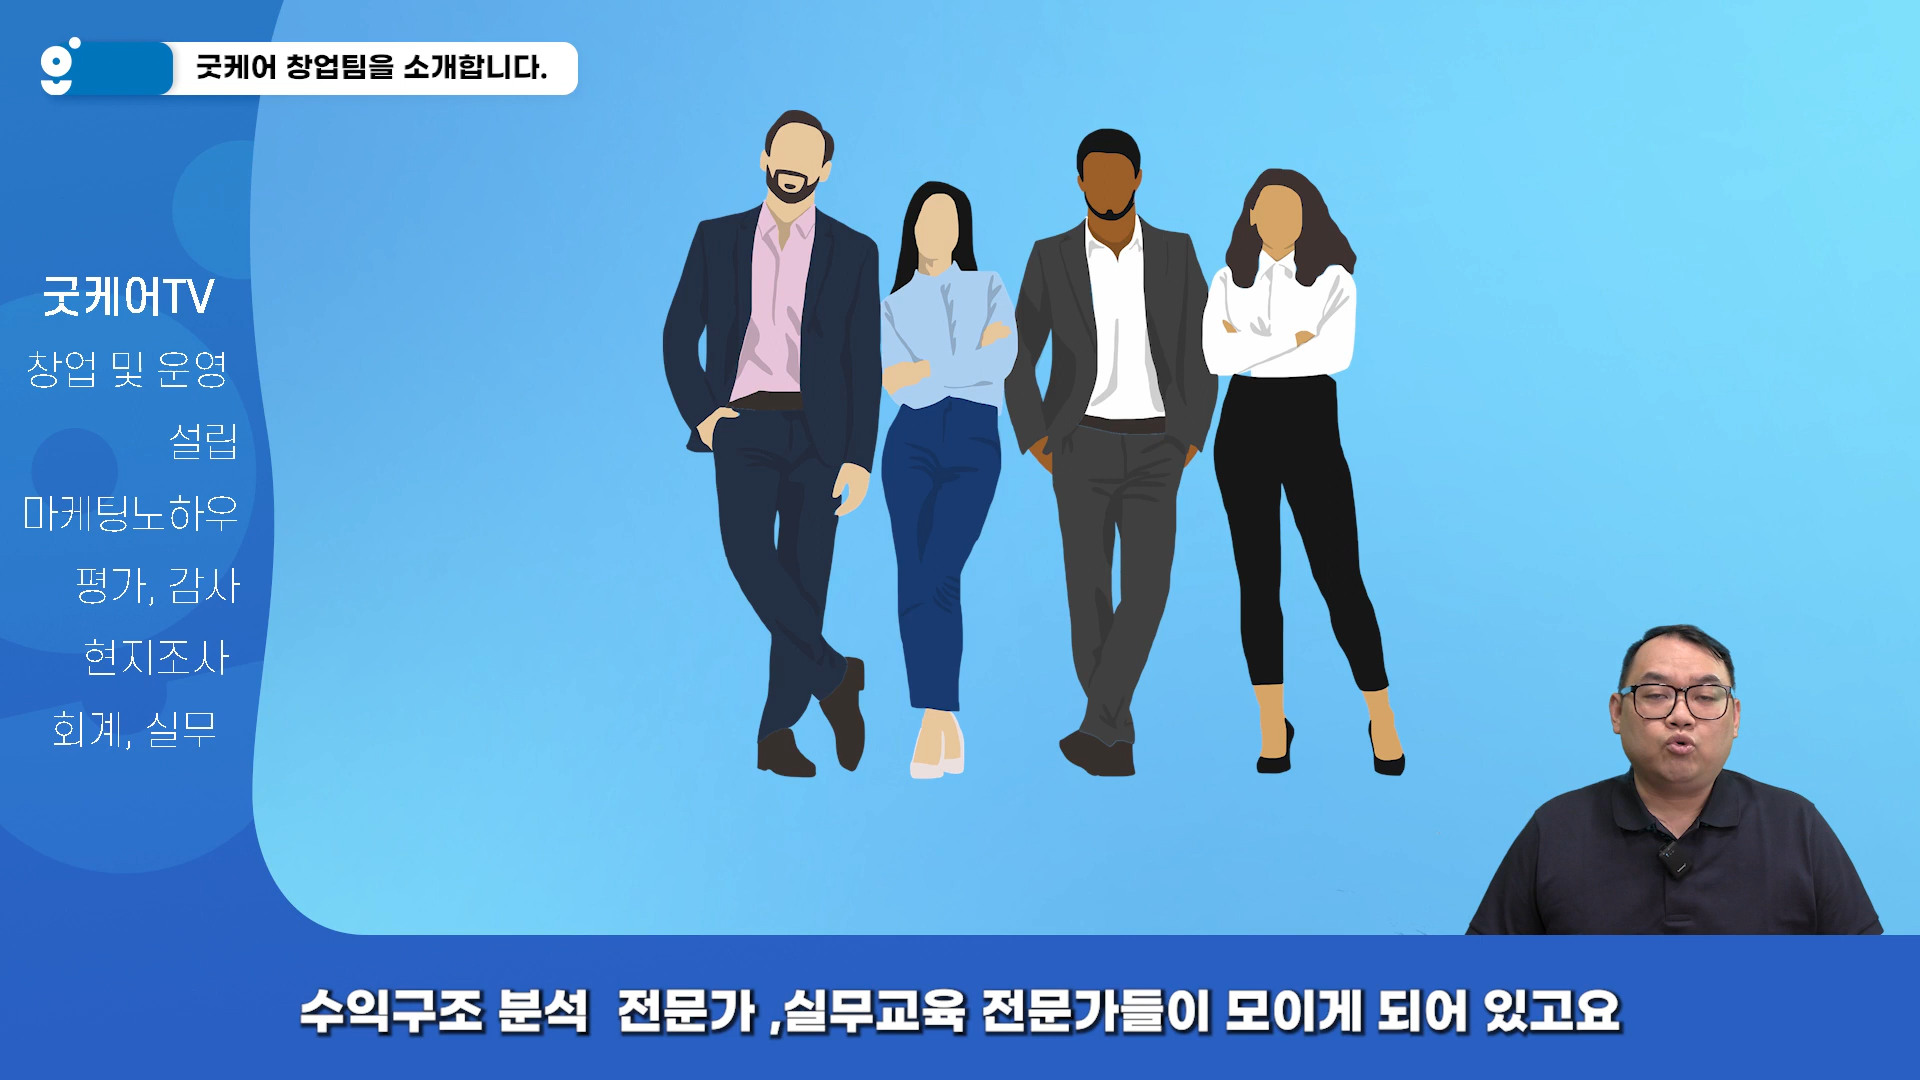 굿케어 창업팀을 소개합니다.
굿케어TV
창업 및 운영
설립
마케팅노하우
평가, 감사
현지조사
회계, 실무
수익구조 분석 전문가 ,실무교육 전문가들이 모이게 되어 있고요